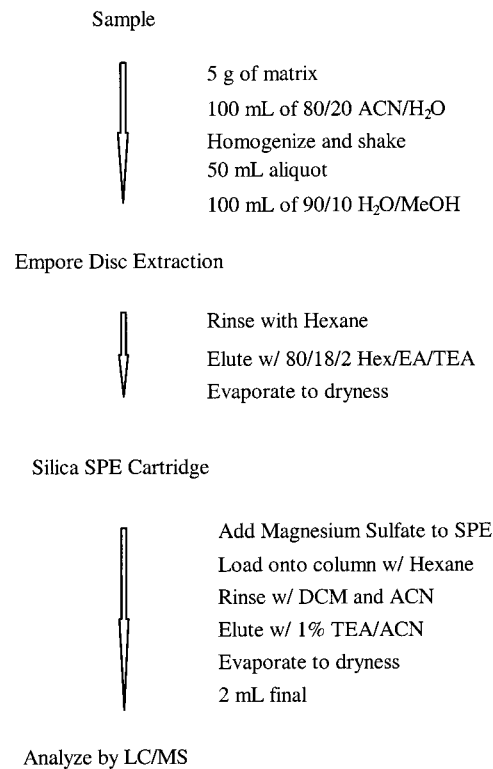 Sample
5 g of matrix
100 mL of 80/20 ACN/H₂O
Homogenize and shake
50 mL aliquot
100 mL of 90/10 H₂O/MeOH
Empore Disc Extraction
Rinse with Hexane
Elute w/ 80/18/2 Hex/EA/TEA
Evaporate to dryness
Silica SPE Cartridge
Add Magnesium Sulfate to SPE
Load onto column w/ Hexane
Rinse w/ DCM and ACN
Elute w/ 1% TEA/ACN
Evaporate to dryness
2 mL final
Analyze by LC/MS